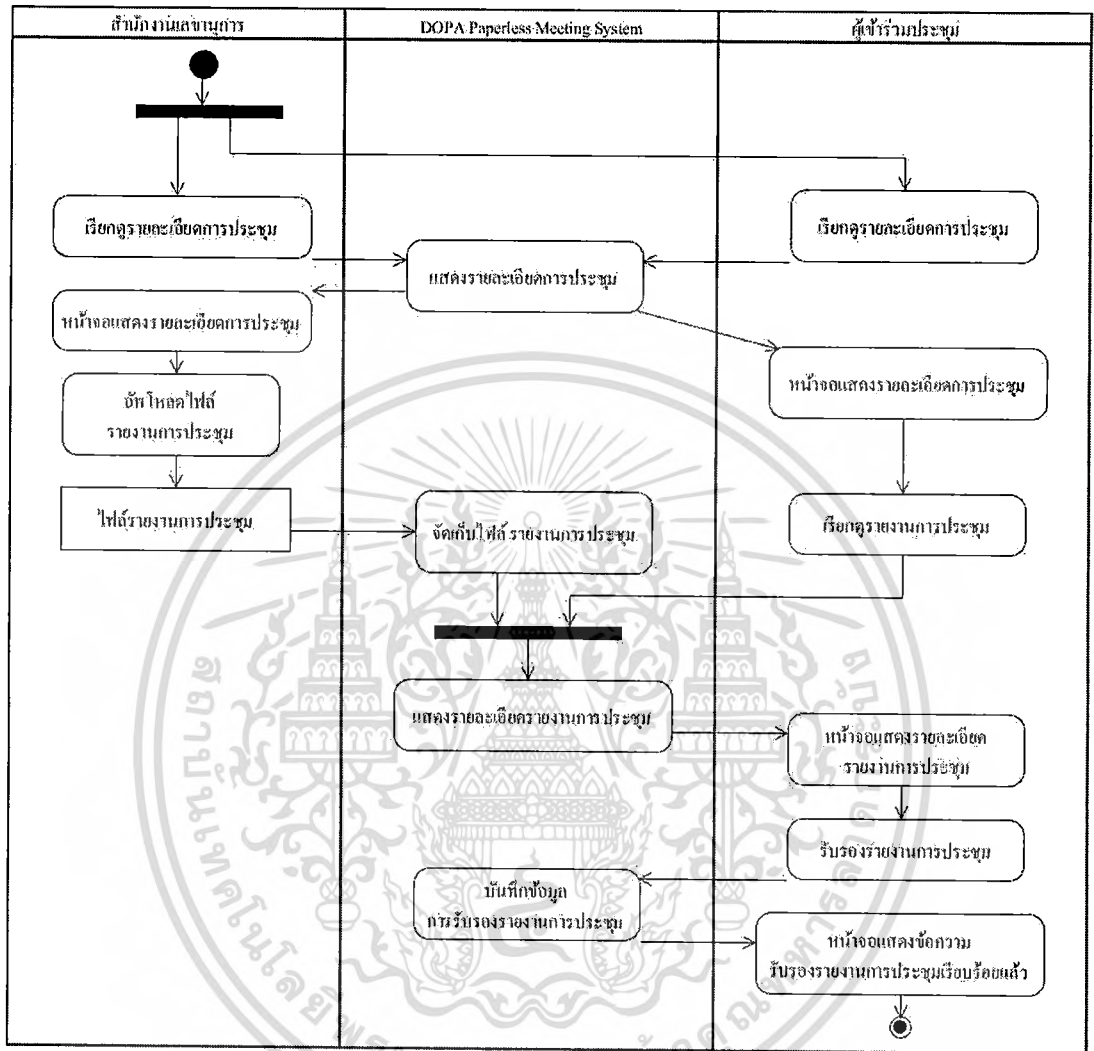 สำนักงานเลขานุการ
DOPA Paperless Meeting System
ผู้เข้าร่วมประชุม
เรียกดูรายละเอียดการประชุม
เรียกดูรายละเอียดการประชุม
แสดงรายละเอียดการประชุม
หน้าจอแสดงรายละเอียดการประชุม
หน้าจอแสดงรายละเอียดการประชุม
อัพโหลดไฟล์
รายงานการประชุม
ไฟล์รายงานการประชุม
จัดเก็บไฟล์ รายงานการประชุม
เรียกดูรายงานการประชุม
แสดงรายละเอียดรายงานการประชุม
หน้าจอแสดงรายละเอียด
รายงานการประชุม
รับรองรายงานการประชุม
บันทึกข้อมูล
การรับรองรายงานการประชุม
หน้าจอแสดงข้อความ
รับรองรายงานการประชุมเรียบร้อยแล้ว